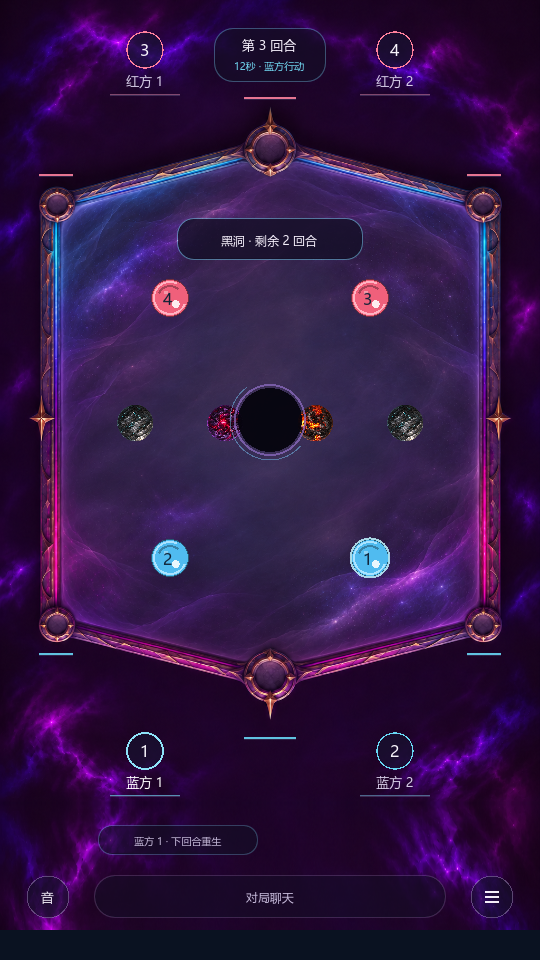 3
红方 1
第 3 回合
12秒 · 蓝方行动
4
红方 2
黑洞 · 剩余 2 回合
4
3
2
1
1
蓝方 1
2
蓝方 2
蓝方 1 · 下回合重生
音
对局聊天